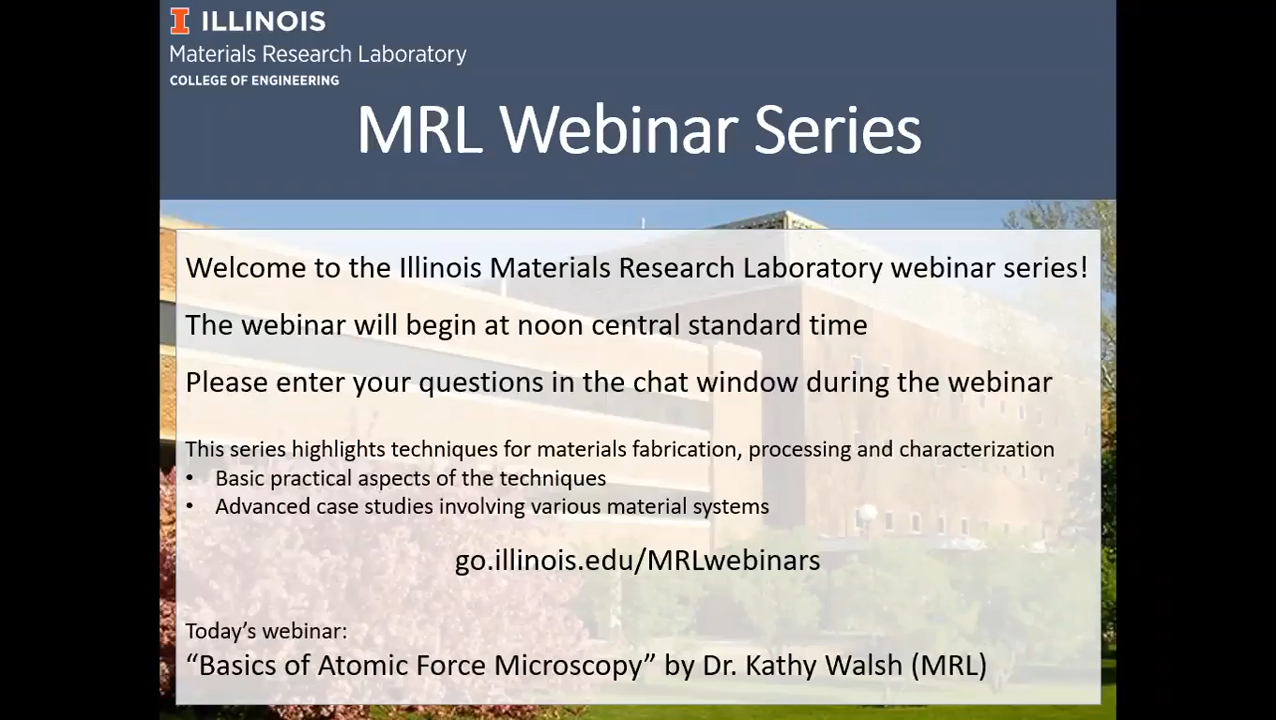 I ILLINOIS
Materials Research Laboratory
COLLEGE OF ENGINEERING
MRL Webinar Series
Welcome to the Illinois Materials Research Laboratory webinar series!
The webinar will begin at noon central standard time
Please enter your questions in the chat window during the webinar
This series highlights techniques for materials fabrication, processing and characterization
• Basic practical aspects of the techniques
• Advanced case studies involving various material systems
go.illinois.edu/MRLwebinars
Today’s webinar:
“Basics of Atomic Force Microscopy” by Dr. Kathy Walsh (MRL)